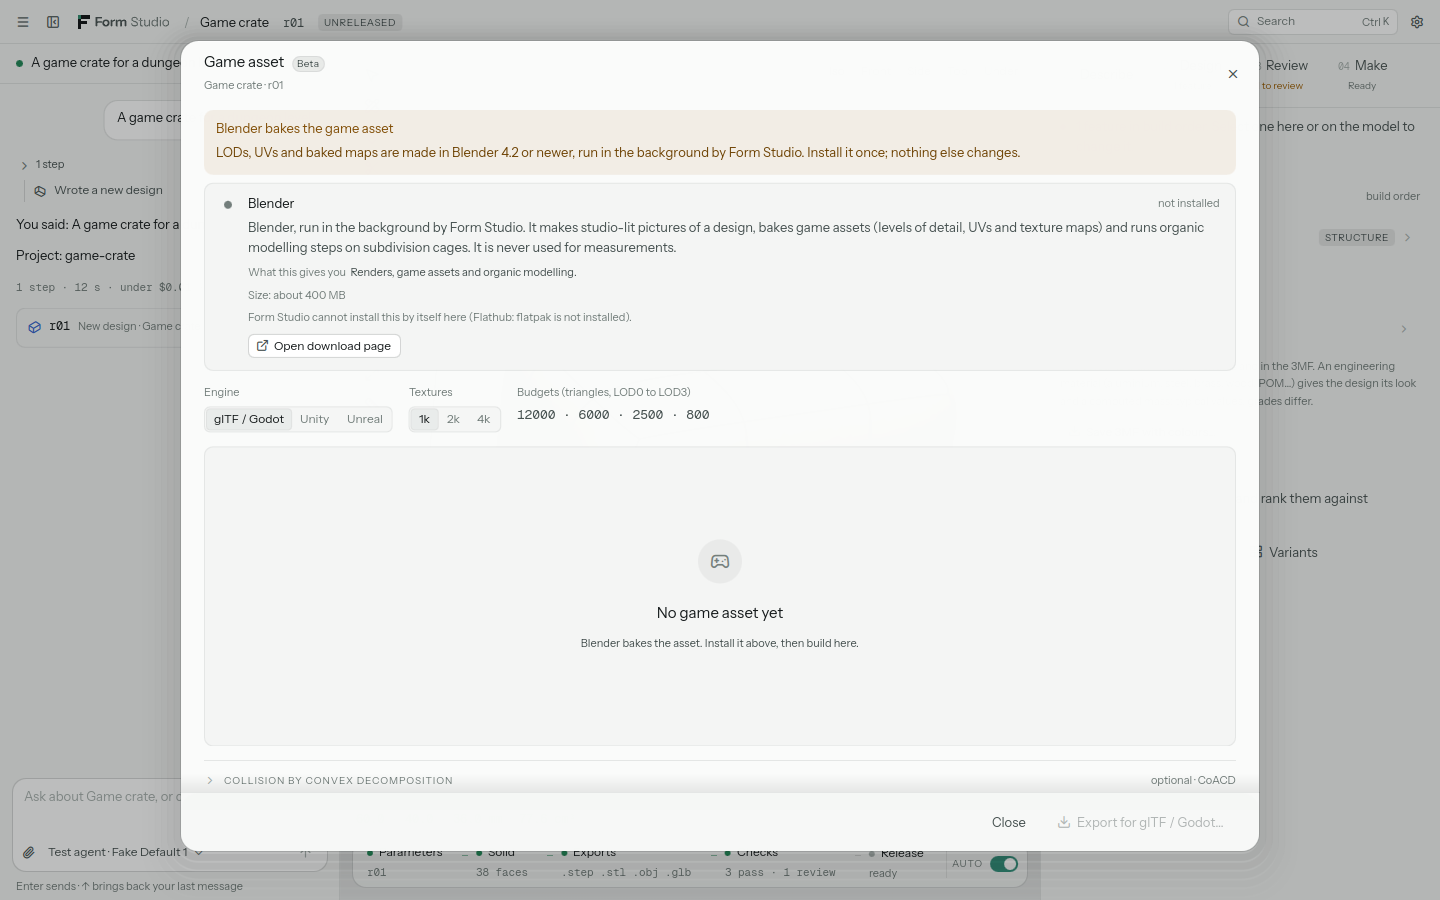 Form Studio / Game crate r01 UNRELEASED
Search Ctrl K
A game crate for a dunge
Review
04 Make
to review
Ready
A game cra
1 step
Wrote a new design
You said: A game crate for a
Project: game-crate
1 step · 12 s · under $0.0
r01 New design · Game c
Ask about Game crate, or c
Test agent · Fake Default 1
Enter sends · ↑ brings back your last message
Game asset Beta
Game crate · r01
Blender bakes the game asset
LODs, UVs and baked maps are made in Blender 4.2 or newer, run in the background by Form Studio. Install it once; nothing else changes.
Blender
not installed
Blender, run in the background by Form Studio. It makes studio-lit pictures of a design, bakes game assets (levels of detail, UVs and texture maps) and runs organic
modelling steps on subdivision cages. It is never used for measurements.
What this gives you Renders, game assets and organic modelling.
Size: about 400 MB
Form Studio cannot install this by itself here (Flathub: flatpak is not installed).
Open download page
Engine
glTF / Godot Unity Unreal
Textures
1k 2k 4k
Budgets (triangles, LOD0 to LOD3)
12000 · 6000 · 2500 · 800
No game asset yet
Blender bakes the asset. Install it above, then build here.
COLLISION BY CONVEX DECOMPOSITION
optional · CoACD
Close
Export for glTF / Godot...
ne here or on the model to
build order
STRUCTURE
in the 3MF. An engineering
POM...) gives the design its look
ades differ.
rank them against
Variants
Parameters
r01
Solid
38 faces
Exports
.step .stl .obj .glb
Checks
3 pass · 1 review
Release
ready
AUTO